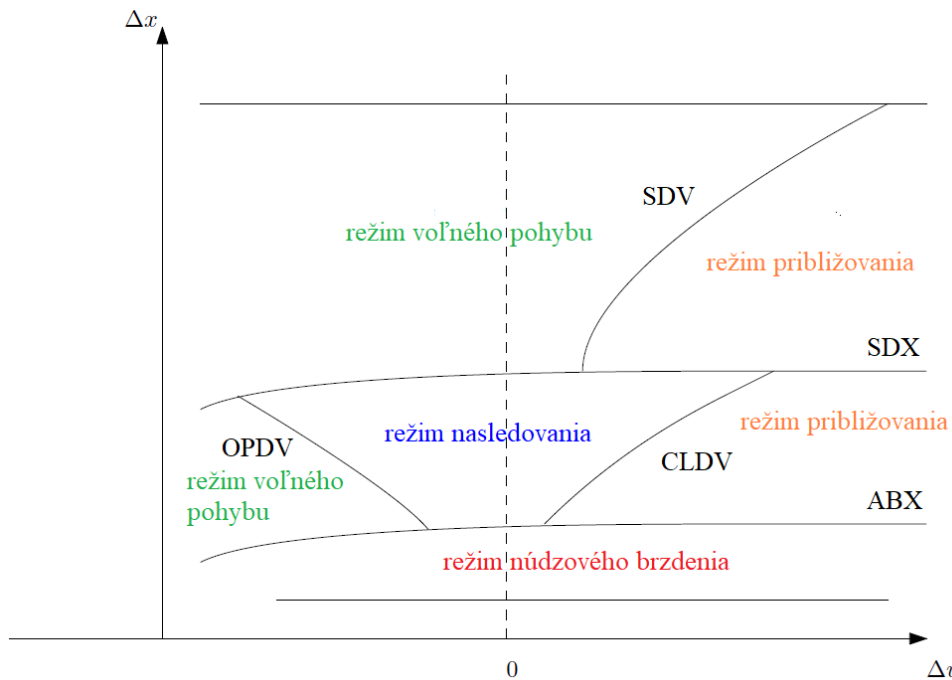 Δx
SDV
režim voľného pohybu
režim približovania
SDX
režim nasledovania
režim približovania
OPDV
CLDV
režim voľného
pohybu
ABX
režim núdzového brzdenia
0
Δv